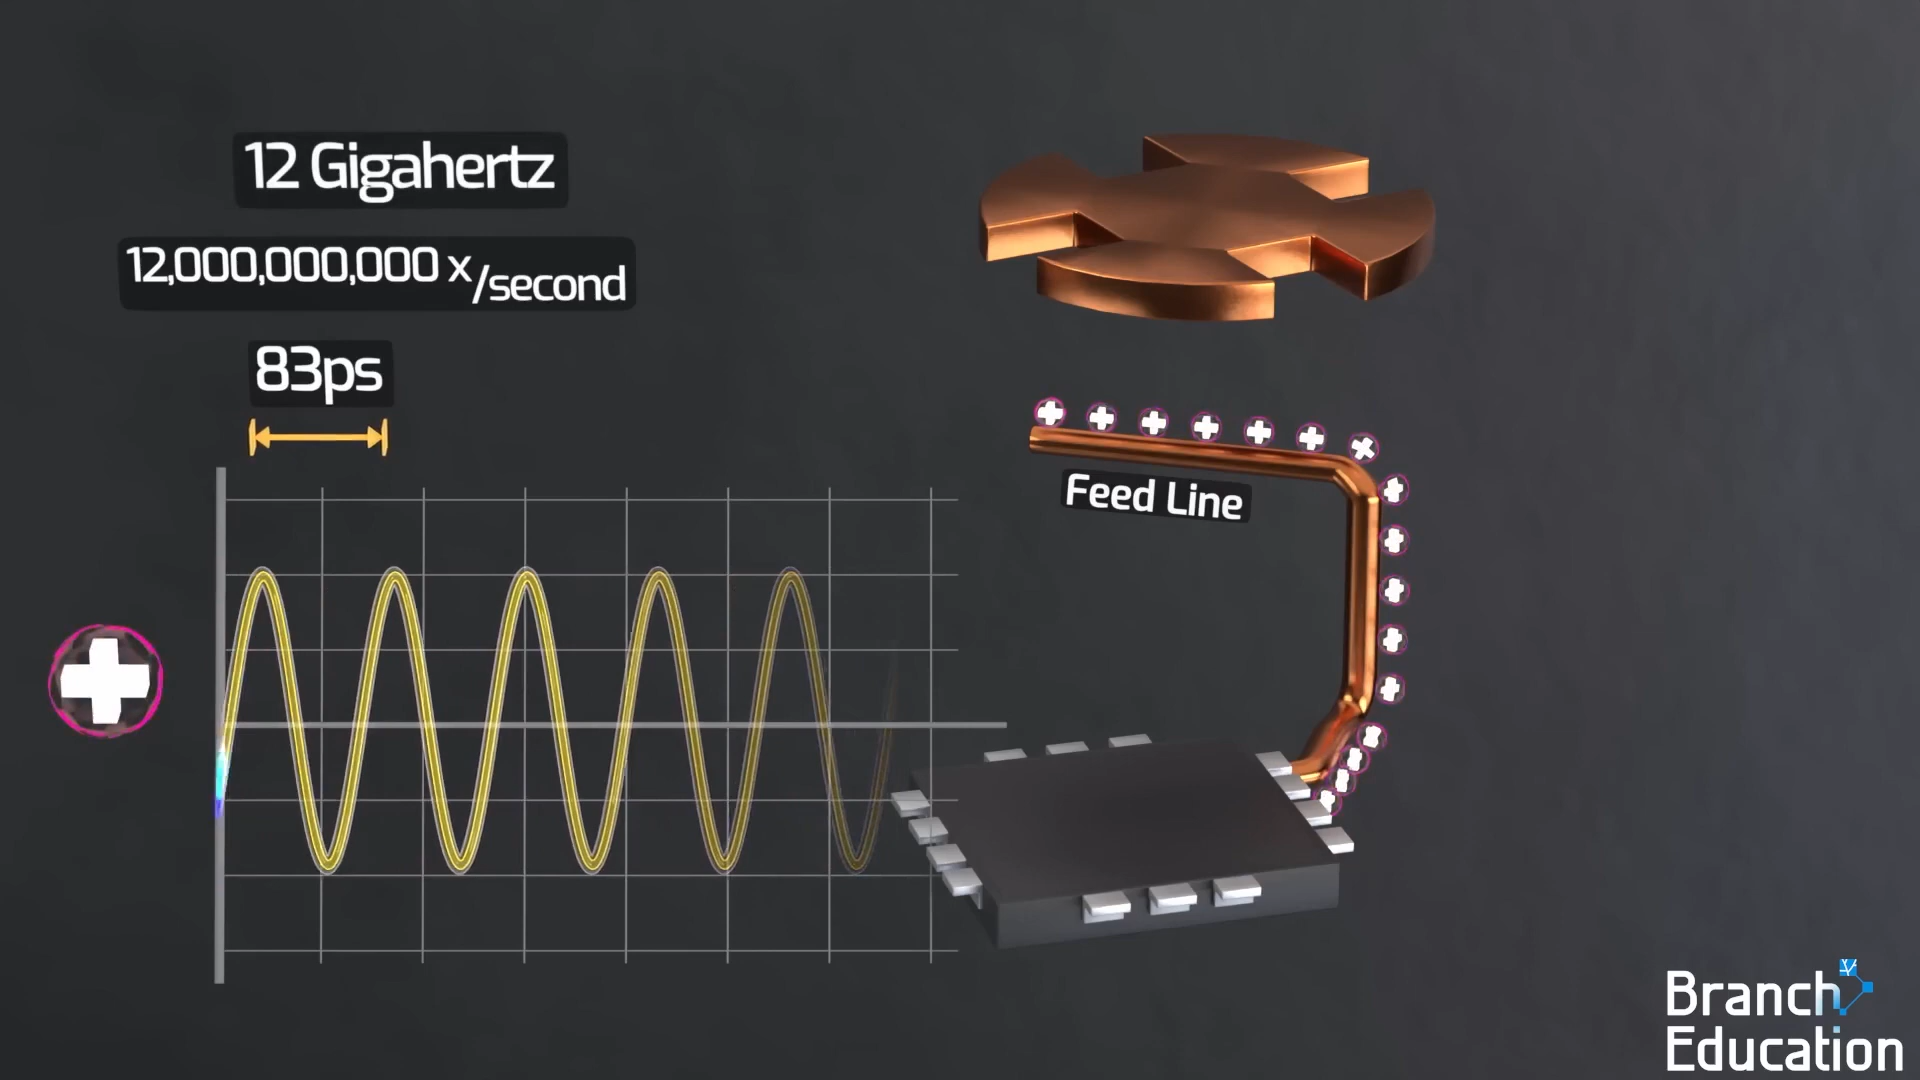 12 Gigahertz
12,000,000,000 x/second
83ps
Feed Line
Branch
Education